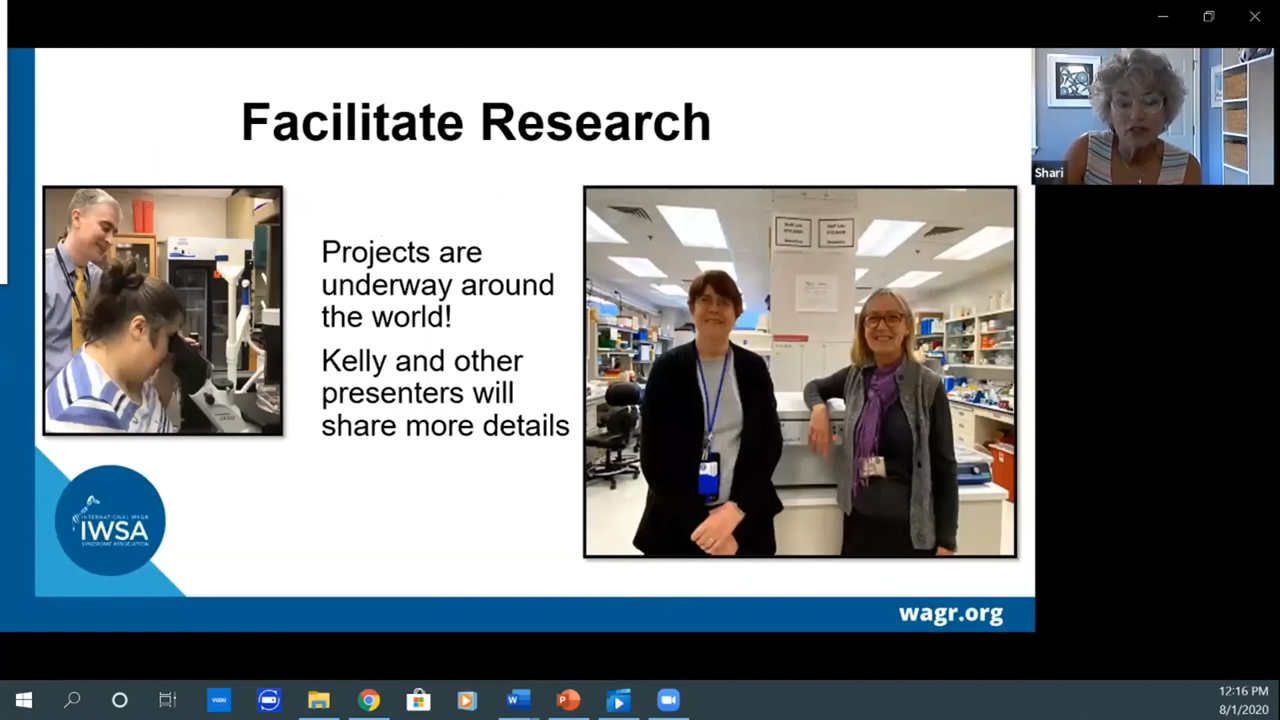 Facilitate Research
Shari
Projects are
underway around
the world!
Kelly and other
presenters will
share more details
INTERNATIONAL WAGR
IWSA
SYNDROME ASSOCIATION
wagr.org
VUDU
12:16 PM
8/1/2020